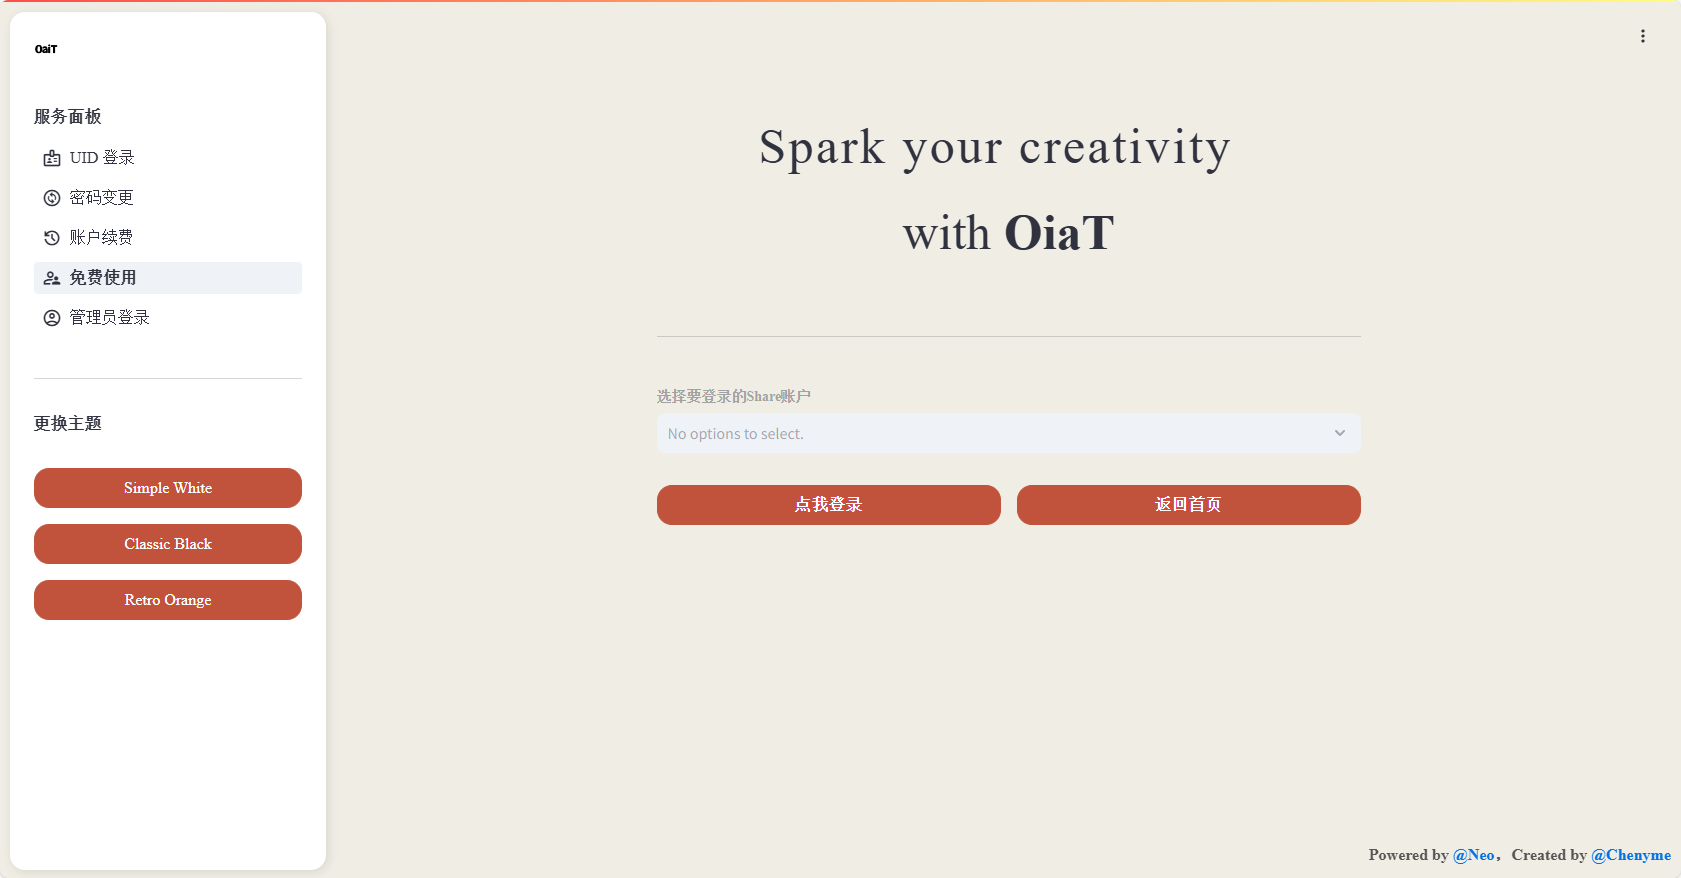 OaiT
服务面板
UID 登录
密码变更
账户续费
免费使用
管理员登录
更换主题
Simple White
Classic Black
Retro Orange
Spark your creativity
with OiaT
选择要登录的Share账户
No options to select.
点我登录
返回首页
Powered by @Neo，Created by @Chenyme